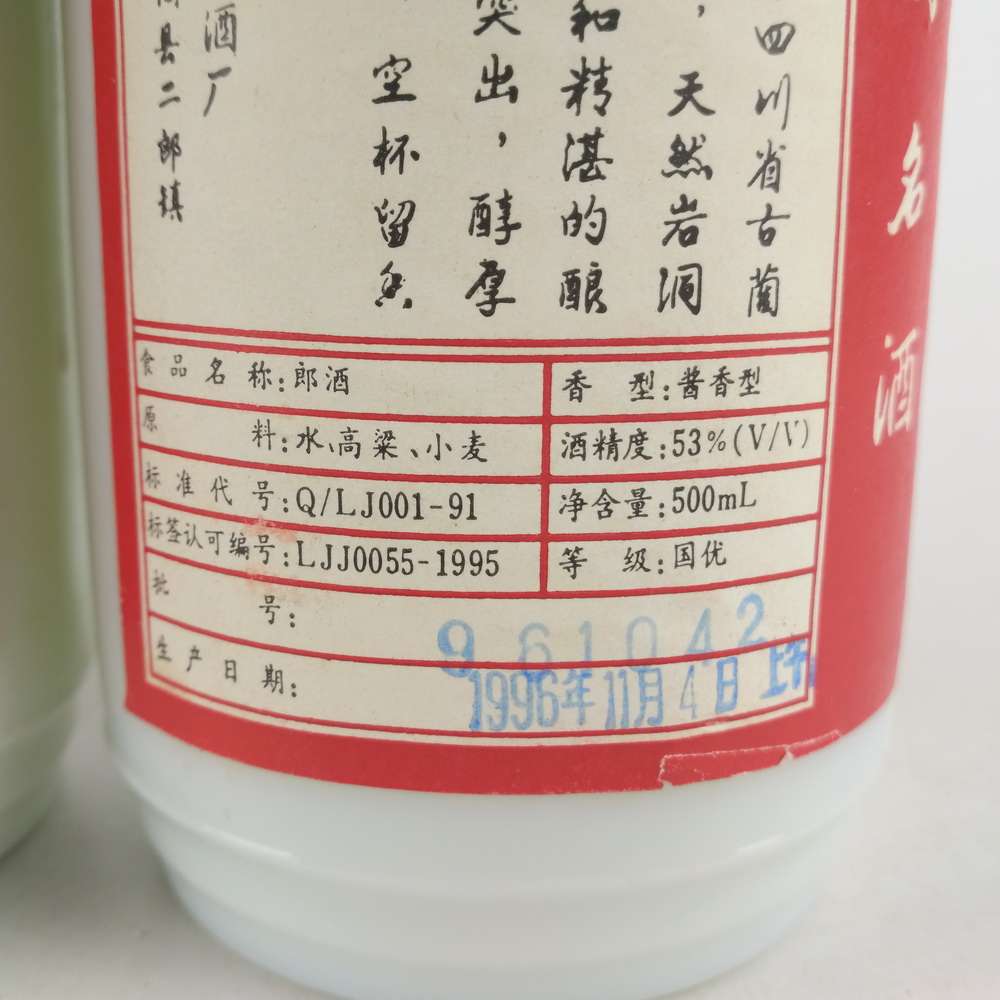 四川省古蔺
，天然岩洞
和精湛的酿
突出，醇厚
空杯留香
酒厂
县二郎镇
名酒
食品名称：郎酒
香型：酱香型
原料：水、高粱、小麦
酒精度：53%(V/V)
标准代号：Q/LJ001-91
净含量：500mL
标签认可编号：LJJ0055-1995
等级：国优
批号：961042
生产日期：1996年11月4日上午